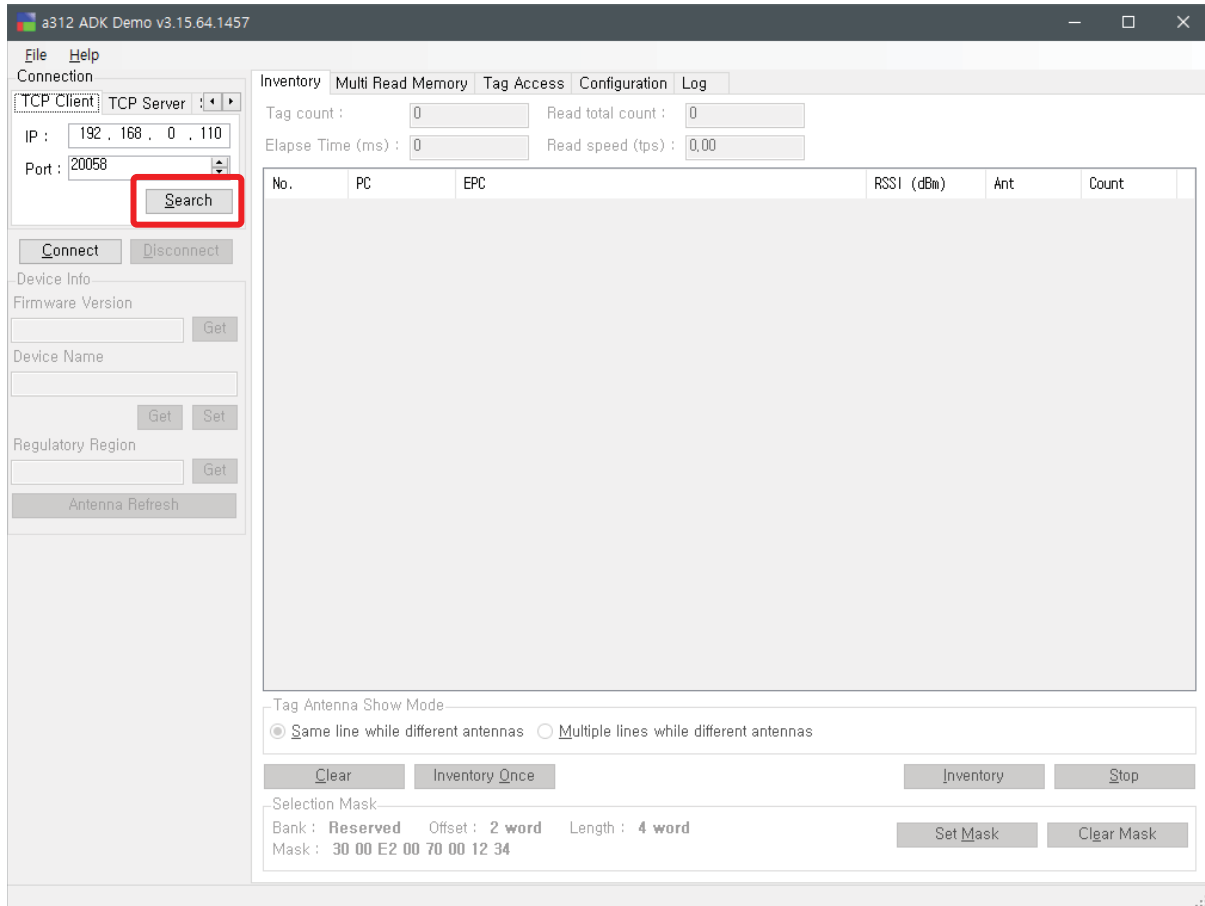 a312 ADK Demo v3.15.64.1457
File Help
Connection
TCP Client TCP Server
IP : 192 . 168 . 0 . 110
Port : 20058
Search
Connect Disconnect
Device Info
Firmware Version
Get
Device Name
Get Set
Regulatory Region
Get
Antenna Refresh
Inventory Multi Read Memory Tag Access Configuration Log
Tag count : 0 Read total count : 0
Elapse Time (ms) : 0 Read speed (tps) : 0,00
No. PC EPC RSSI (dBm) Ant Count
Tag Antenna Show Mode
Same line while different antennas Multiple lines while different antennas
Clear Inventory Once Inventory Stop
Selection Mask
Bank : Reserved Offset : 2 word Length : 4 word
Mask : 30 00 E2 00 70 00 12 34
Set Mask Clear Mask